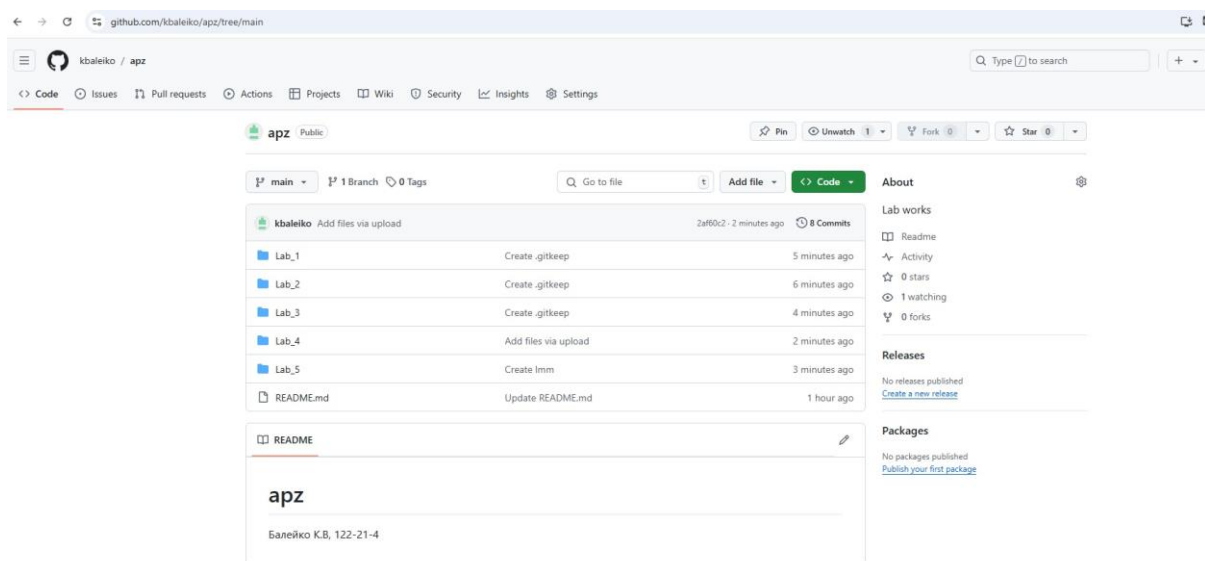 github.com/kbaleiko/apz/tree/main
kbaleiko / apz
Type / to search
<> Code Issues Pull requests Actions Projects Wiki Security Insights Settings
apz Public
Pin Unwatch 1 Fork 0 Star 0
main 1 Branch 0 Tags Go to file t Add file <> Code
kbaleiko Add files via upload 2af60c2 · 2 minutes ago 8 Commits
Lab_1 Create .gitkeep 5 minutes ago
Lab_2 Create .gitkeep 6 minutes ago
Lab_3 Create .gitkeep 4 minutes ago
Lab_4 Add files via upload 2 minutes ago
Lab_5 Create lmm 3 minutes ago
README.md Update README.md 1 hour ago
README
apz
Балейко К.В, 122-21-4
About
Lab works
Readme
Activity
0 stars
1 watching
0 forks
Releases
No releases published
Create a new release
Packages
No packages published
Publish your first package